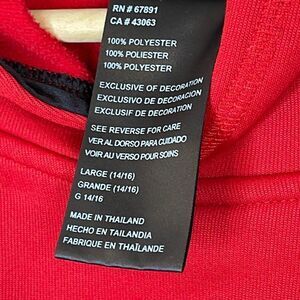 RN # 67891
CA # 43063
100% POLYESTER
100% POLIESTER
100% POLYESTER
EXCLUSIVE OF DECORATION
EXCLUSIVO DE DECORACION
EXCLUSIF DE DECORATION
SEE REVERSE FOR CARE
VER AL DORSO PARA CUIDADO
VOIR AU VERSO POUR SOINS
LARGE (14/16)
GRANDE (14/16)
G 14/16
MADE IN THAILAND
HECHO EN TAILANDIA
FABRIQUE EN THAÏLANDE